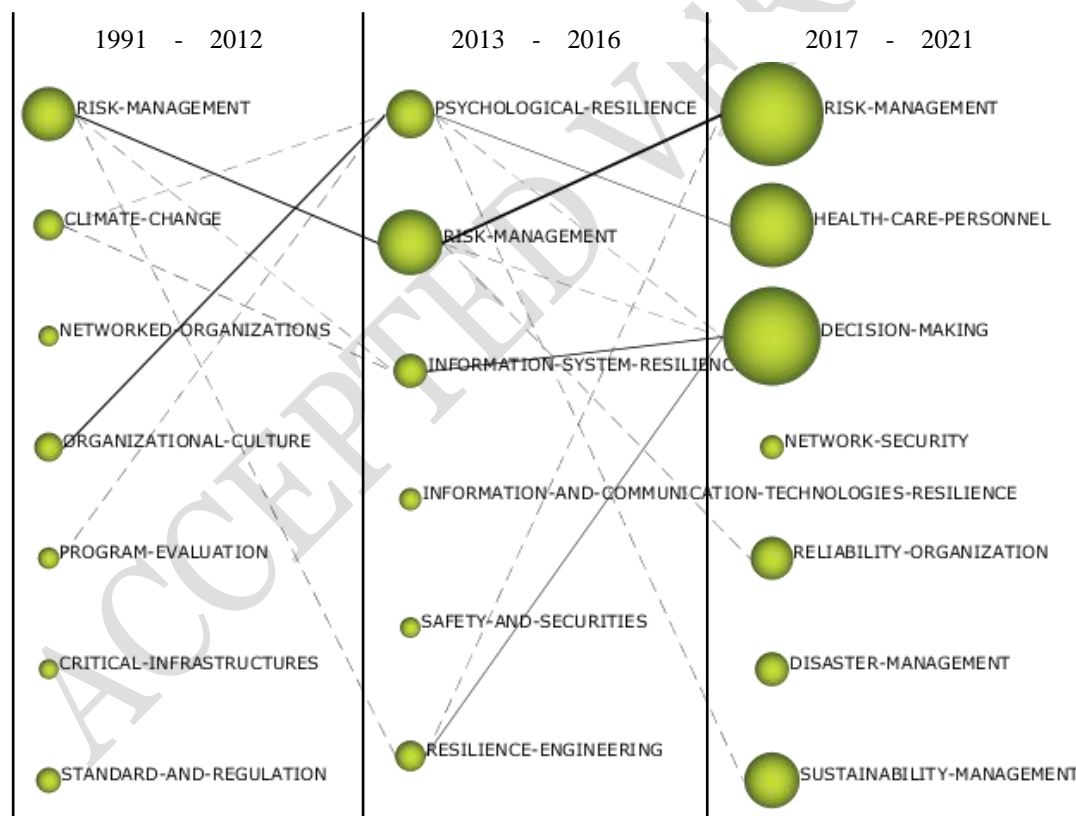 1991 - 2012
RISK-MANAGEMENT
CLIMATE-CHANGE
NETWORKED-ORGANIZATIONS
ORGANIZATIONAL-CULTURE
PROGRAM-EVALUATION
CRITICAL-INFRASTRUCTURES
STANDARD-AND-REGULATION
2013 - 2016
PSYCHOLOGICAL-RESILIENCE
RISK-MANAGEMENT
INFORMATION-SYSTEM-RESILIENC
INFORMATION-AND-COMMUNICATION-TECHNOLOGIES-RESILIENCE
SAFETY-AND-SECURITIES
RESILIENCE-ENGINEERING
2017 - 2021
RISK-MANAGEMENT
HEALTH-CARE-PERSONNEL
DECISION-MAKING
NETWORK-SECURITY
RELIABILITY-ORGANIZATION
DISASTER-MANAGEMENT
SUSTAINABILITY-MANAGEMENT
ACCEPTED